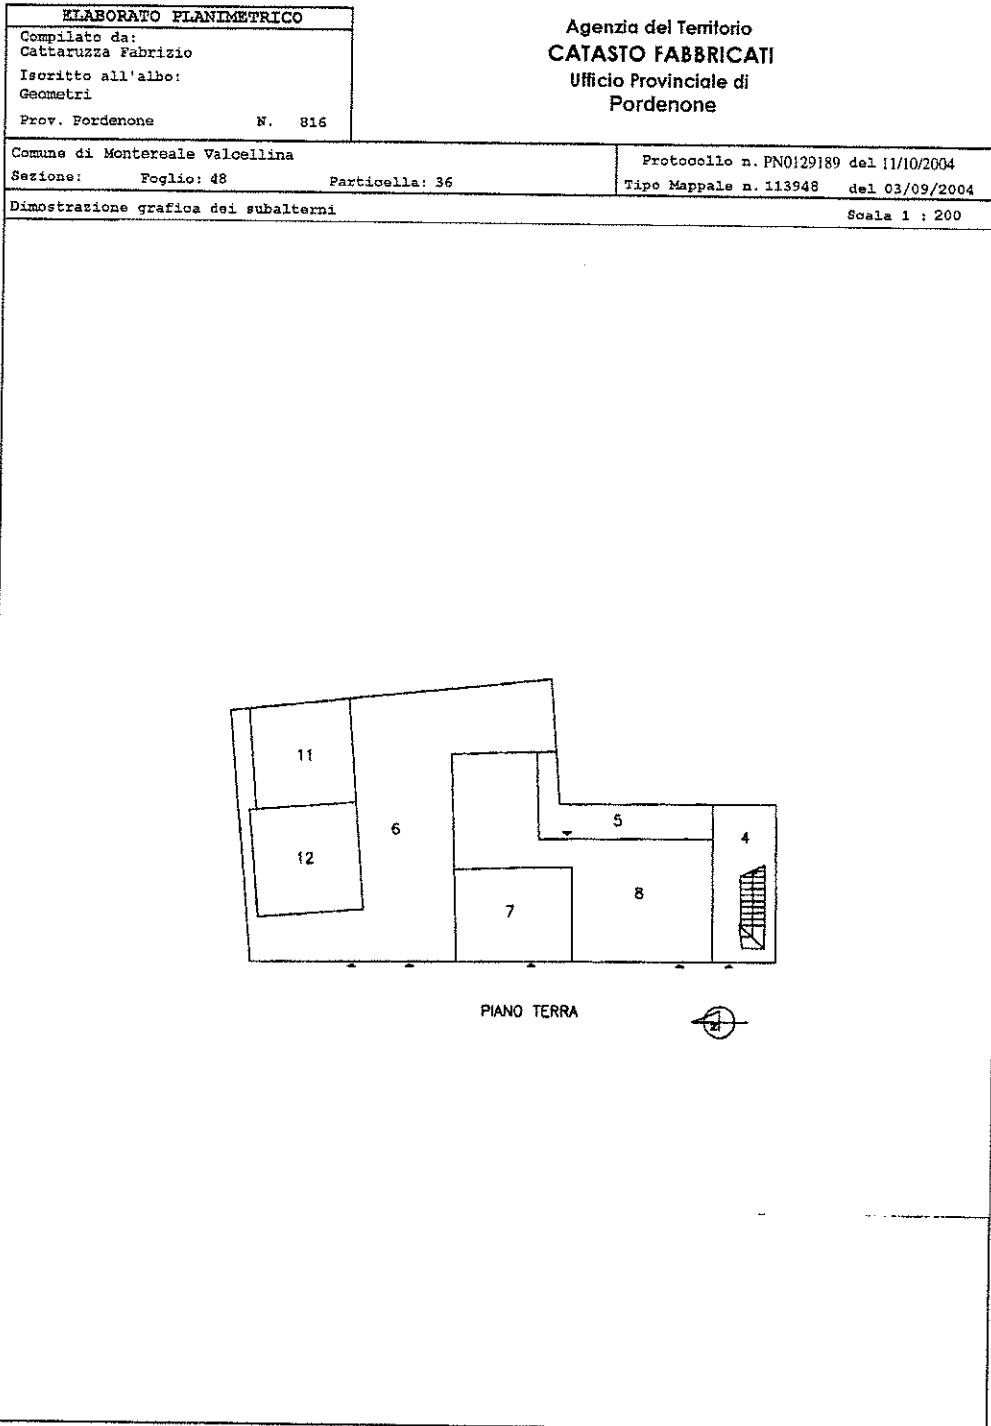 ELABORATO PLANIMETRICO
Compilato da:
Cattaruzza Fabrizio
Iscritto all'albo:
Geometri
Prov. Pordenone N. 816
Agenzia del Territorio
CATASTO FABBRICATI
Ufficio Provinciale di
Pordenone
Comune di Montereale Valcellina
Sezione: Foglio: 48 Particella: 36
Protocollo n. PN0129189 del 11/10/2004
Tipo Mappale n. 113948 del 03/09/2004
Dimostrazione grafica dei subalterni
Scala 1 : 200
11
6
12
5
4
8
7
PIANO TERRA
N